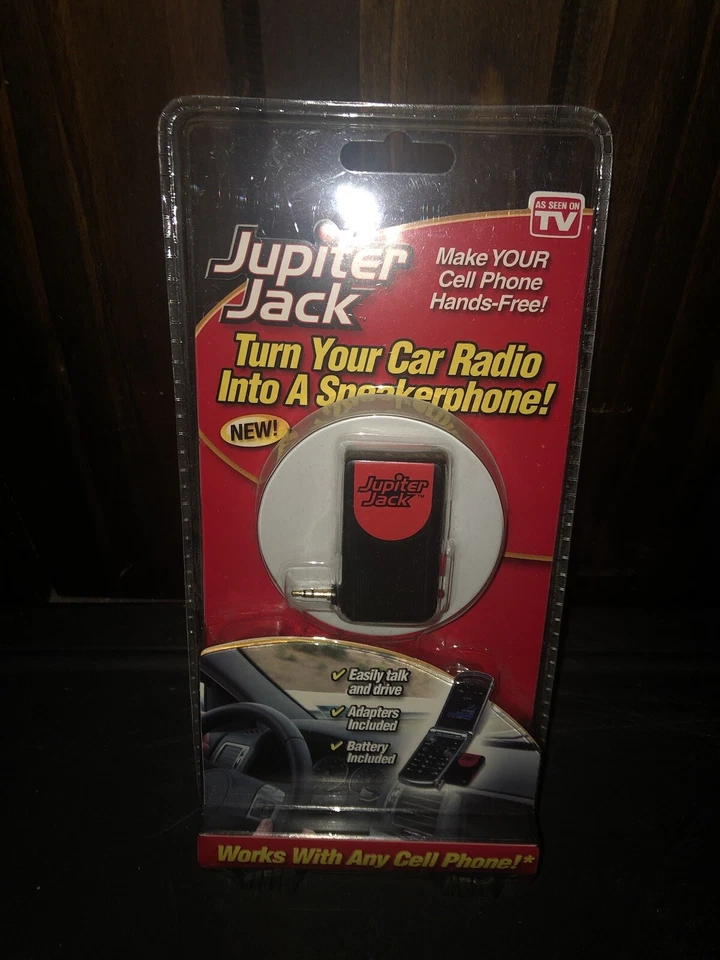 AS SEEN ON
TV
Jupiter
Jack
Make YOUR
Cell Phone
Hands-Free!
Turn Your Car Radio
Into A Speakerphone!
NEW!
Jupiter
Jack™
Easily talk
and drive
Adapters
Included
Battery
Included
Works With Any Cell Phone!*